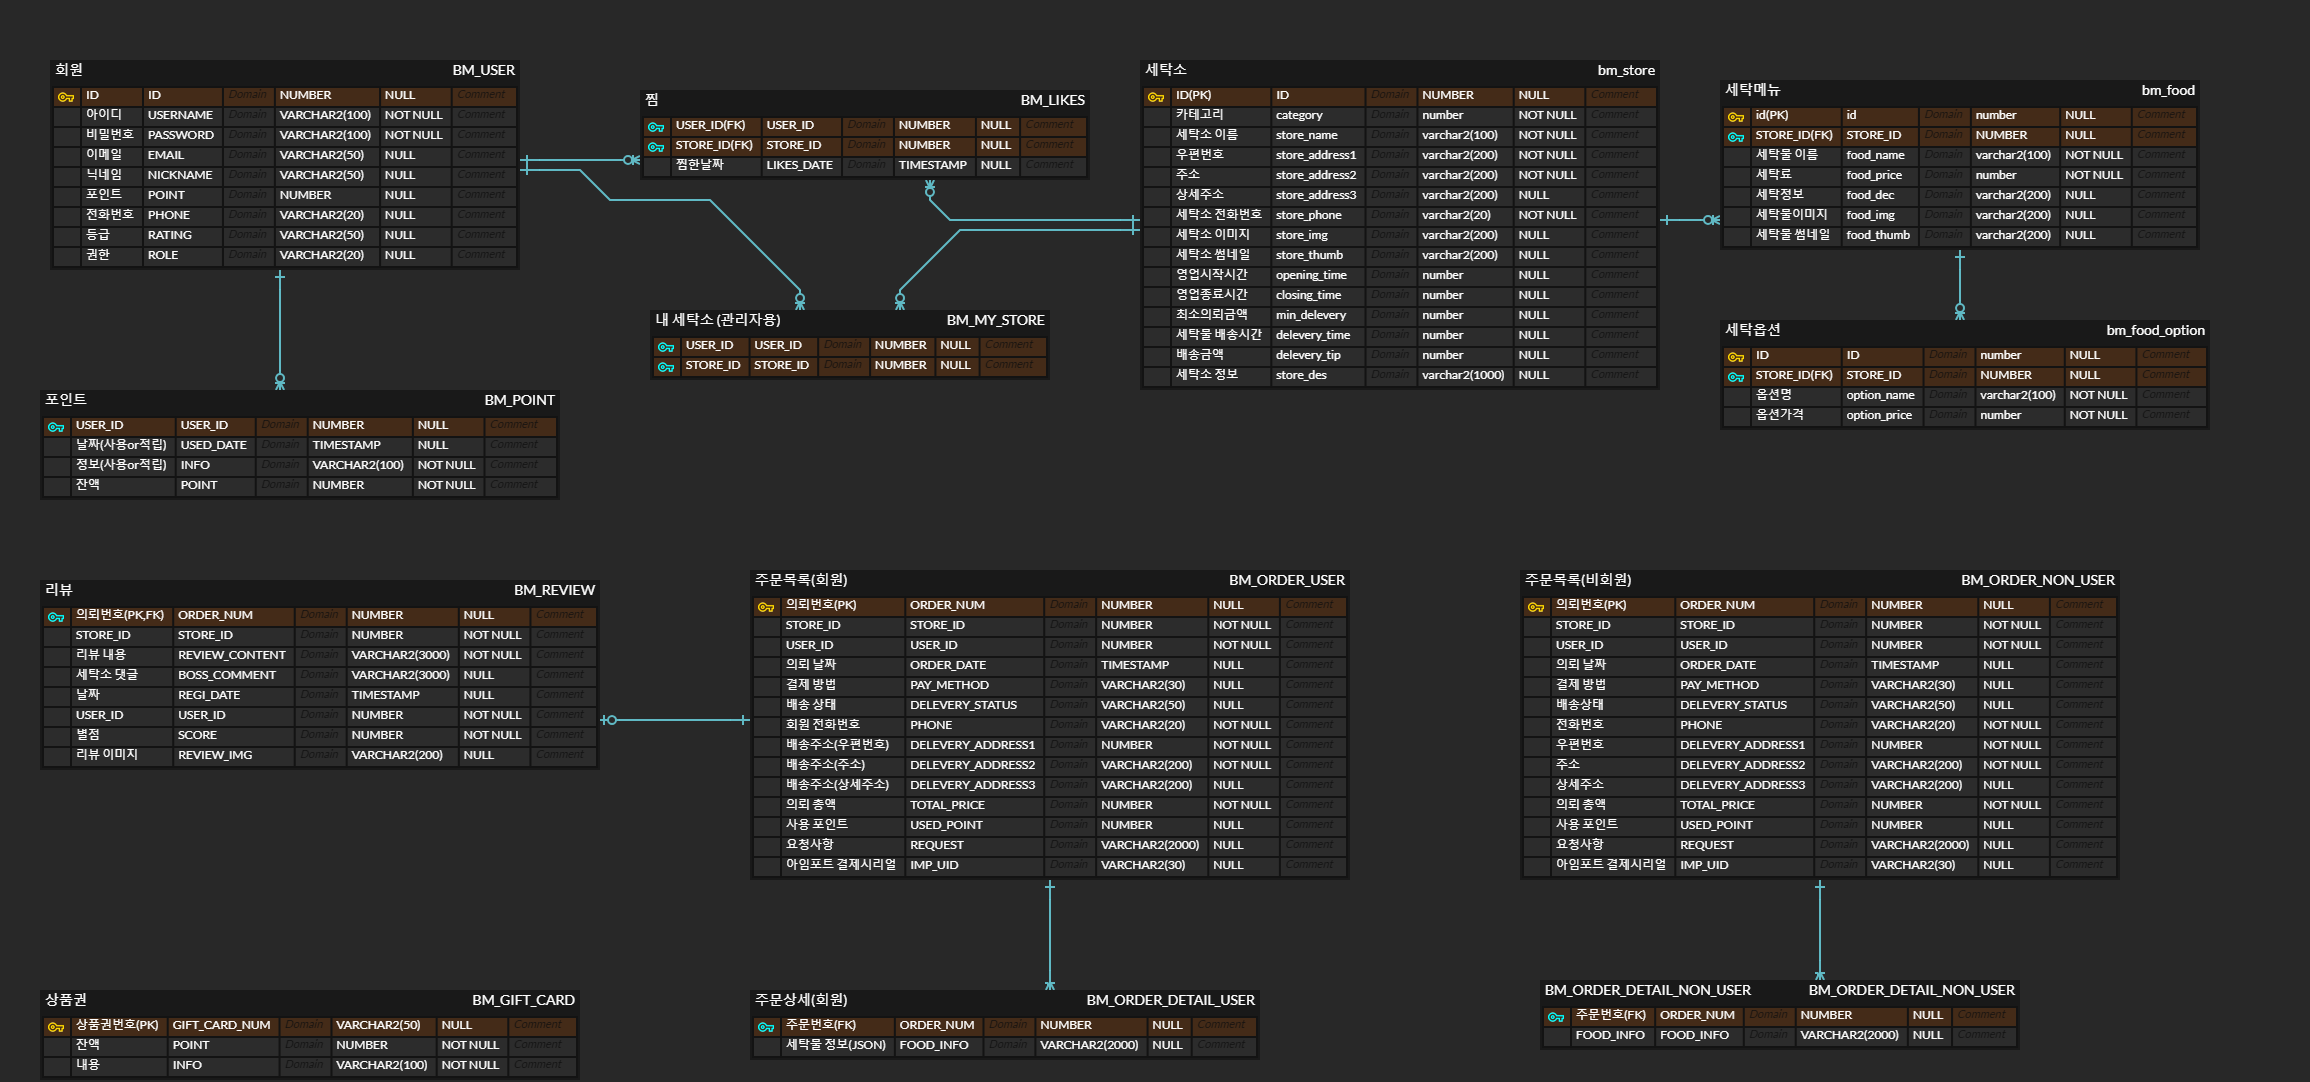 회원 BM_USER
ID ID Domain NUMBER NULL Comment
아이디 USERNAME Domain VARCHAR2(100) NOT NULL Comment
비밀번호 PASSWORD Domain VARCHAR2(100) NOT NULL Comment
이메일 EMAIL Domain VARCHAR2(50) NULL Comment
닉네임 NICKNAME Domain VARCHAR2(50) NULL Comment
포인트 POINT Domain NUMBER NULL Comment
전화번호 PHONE Domain VARCHAR2(20) NULL Comment
등급 RATING Domain VARCHAR2(50) NULL Comment
권한 ROLE Domain VARCHAR2(20) NULL Comment
찜 BM_LIKES
USER_ID(FK) USER_ID Domain NUMBER NULL Comment
STORE_ID(FK) STORE_ID Domain NUMBER NULL Comment
찜한날짜 LIKES_DATE Domain TIMESTAMP NULL Comment
세탁소 bm_store
ID(PK) ID Domain NUMBER NULL Comment
카테고리 category Domain number NOT NULL Comment
세탁소 이름 store_name Domain varchar2(100) NOT NULL Comment
우편번호 store_address1 Domain varchar2(200) NOT NULL Comment
주소 store_address2 Domain varchar2(200) NOT NULL Comment
상세주소 store_address3 Domain varchar2(200) NULL Comment
세탁소 전화번호 store_phone Domain varchar2(20) NOT NULL Comment
세탁소 이미지 store_img Domain varchar2(200) NULL Comment
세탁소 썸네일 store_thumb Domain varchar2(200) NULL Comment
영업시작시간 opening_time Domain number NULL Comment
영업종료시간 closing_time Domain number NULL Comment
최소의뢰금액 min_delevery Domain number NULL Comment
세탁물 배송시간 delevery_time Domain number NULL Comment
배송금액 delevery_tip Domain number NULL Comment
세탁소 정보 store_des Domain varchar2(1000) NULL Comment
세탁메뉴 bm_food
id(PK) id Domain number NULL Comment
STORE_ID(FK) STORE_ID Domain NUMBER NULL Comment
세탁물 이름 food_name Domain varchar2(100) NOT NULL Comment
세탁료 food_price Domain number NOT NULL Comment
세탁정보 food_dec Domain varchar2(200) NULL Comment
세탁물이미지 food_img Domain varchar2(200) NULL Comment
세탁물 썸네일 food_thumb Domain varchar2(200) NULL Comment
내 세탁소 (관리자용) BM_MY_STORE
USER_ID USER_ID Domain NUMBER NULL Comment
STORE_ID STORE_ID Domain NUMBER NULL Comment
세탁옵션 bm_food_option
ID ID Domain number NULL Comment
STORE_ID(FK) STORE_ID Domain NUMBER NULL Comment
옵션명 option_name Domain varchar2(100) NOT NULL Comment
옵션가격 option_price Domain number NOT NULL Comment
포인트 BM_POINT
USER_ID USER_ID Domain NUMBER NULL Comment
날짜(사용or적립) USED_DATE Domain TIMESTAMP NULL Comment
정보(사용or적립) INFO Domain VARCHAR2(100) NOT NULL Comment
잔액 POINT Domain NUMBER NOT NULL Comment
리뷰 BM_REVIEW
의뢰번호(PK,FK) ORDER_NUM Domain NUMBER NULL Comment
STORE_ID STORE_ID Domain NUMBER NOT NULL Comment
리뷰 내용 REVIEW_CONTENT Domain VARCHAR2(3000) NOT NULL Comment
세탁소 댓글 BOSS_COMMENT Domain VARCHAR2(3000) NULL Comment
날짜 REGI_DATE Domain TIMESTAMP NULL Comment
USER_ID USER_ID Domain NUMBER NOT NULL Comment
별점 SCORE Domain NUMBER NOT NULL Comment
리뷰 이미지 REVIEW_IMG Domain VARCHAR2(200) NULL Comment
주문목록(회원) BM_ORDER_USER
의뢰번호(PK) ORDER_NUM Domain NUMBER NULL Comment
STORE_ID STORE_ID Domain NUMBER NOT NULL Comment
USER_ID USER_ID Domain NUMBER NOT NULL Comment
의뢰 날짜 ORDER_DATE Domain TIMESTAMP NULL Comment
결제 방법 PAY_METHOD Domain VARCHAR2(30) NULL Comment
배송 상태 DELEVERY_STATUS Domain VARCHAR2(50) NULL Comment
회원 전화번호 PHONE Domain VARCHAR2(20) NOT NULL Comment
배송주소(우편번호) DELEVERY_ADDRESS1 Domain NUMBER NOT NULL Comment
배송주소(주소) DELEVERY_ADDRESS2 Domain VARCHAR2(200) NOT NULL Comment
배송주소(상세주소) DELEVERY_ADDRESS3 Domain VARCHAR2(200) NULL Comment
의뢰 총액 TOTAL_PRICE Domain NUMBER NOT NULL Comment
사용 포인트 USED_POINT Domain NUMBER NULL Comment
요청사항 REQUEST Domain VARCHAR2(2000) NULL Comment
아임포트 결제시리얼 IMP_UID Domain VARCHAR2(30) NULL Comment
주문목록(비회원) BM_ORDER_NON_USER
의뢰번호(PK) ORDER_NUM Domain NUMBER NULL Comment
STORE_ID STORE_ID Domain NUMBER NOT NULL Comment
USER_ID USER_ID Domain NUMBER NOT NULL Comment
의뢰 날짜 ORDER_DATE Domain TIMESTAMP NULL Comment
결제 방법 PAY_METHOD Domain VARCHAR2(30) NULL Comment
배송상태 DELEVERY_STATUS Domain VARCHAR2(50) NULL Comment
전화번호 PHONE Domain VARCHAR2(20) NOT NULL Comment
우편번호 DELEVERY_ADDRESS1 Domain NUMBER NOT NULL Comment
주소 DELEVERY_ADDRESS2 Domain VARCHAR2(200) NOT NULL Comment
상세주소 DELEVERY_ADDRESS3 Domain VARCHAR2(200) NULL Comment
의뢰 총액 TOTAL_PRICE Domain NUMBER NOT NULL Comment
사용 포인트 USED_POINT Domain NUMBER NULL Comment
요청사항 REQUEST Domain VARCHAR2(2000) NULL Comment
아임포트 결제시리얼 IMP_UID Domain VARCHAR2(30) NULL Comment
상품권 BM_GIFT_CARD
상품권번호(PK) GIFT_CARD_NUM Domain VARCHAR2(50) NULL Comment
잔액 POINT Domain NUMBER NOT NULL Comment
내용 INFO Domain VARCHAR2(100) NOT NULL Comment
주문상세(회원) BM_ORDER_DETAIL_USER
주문번호(FK) ORDER_NUM Domain NUMBER NULL Comment
세탁물 정보(JSON) FOOD_INFO Domain VARCHAR2(2000) NULL Comment
BM_ORDER_DETAIL_NON_USER BM_ORDER_DETAIL_NON_USER
주문번호(FK) ORDER_NUM Domain NUMBER NULL Comment
FOOD_INFO FOOD_INFO Domain VARCHAR2(2000) NULL Comment